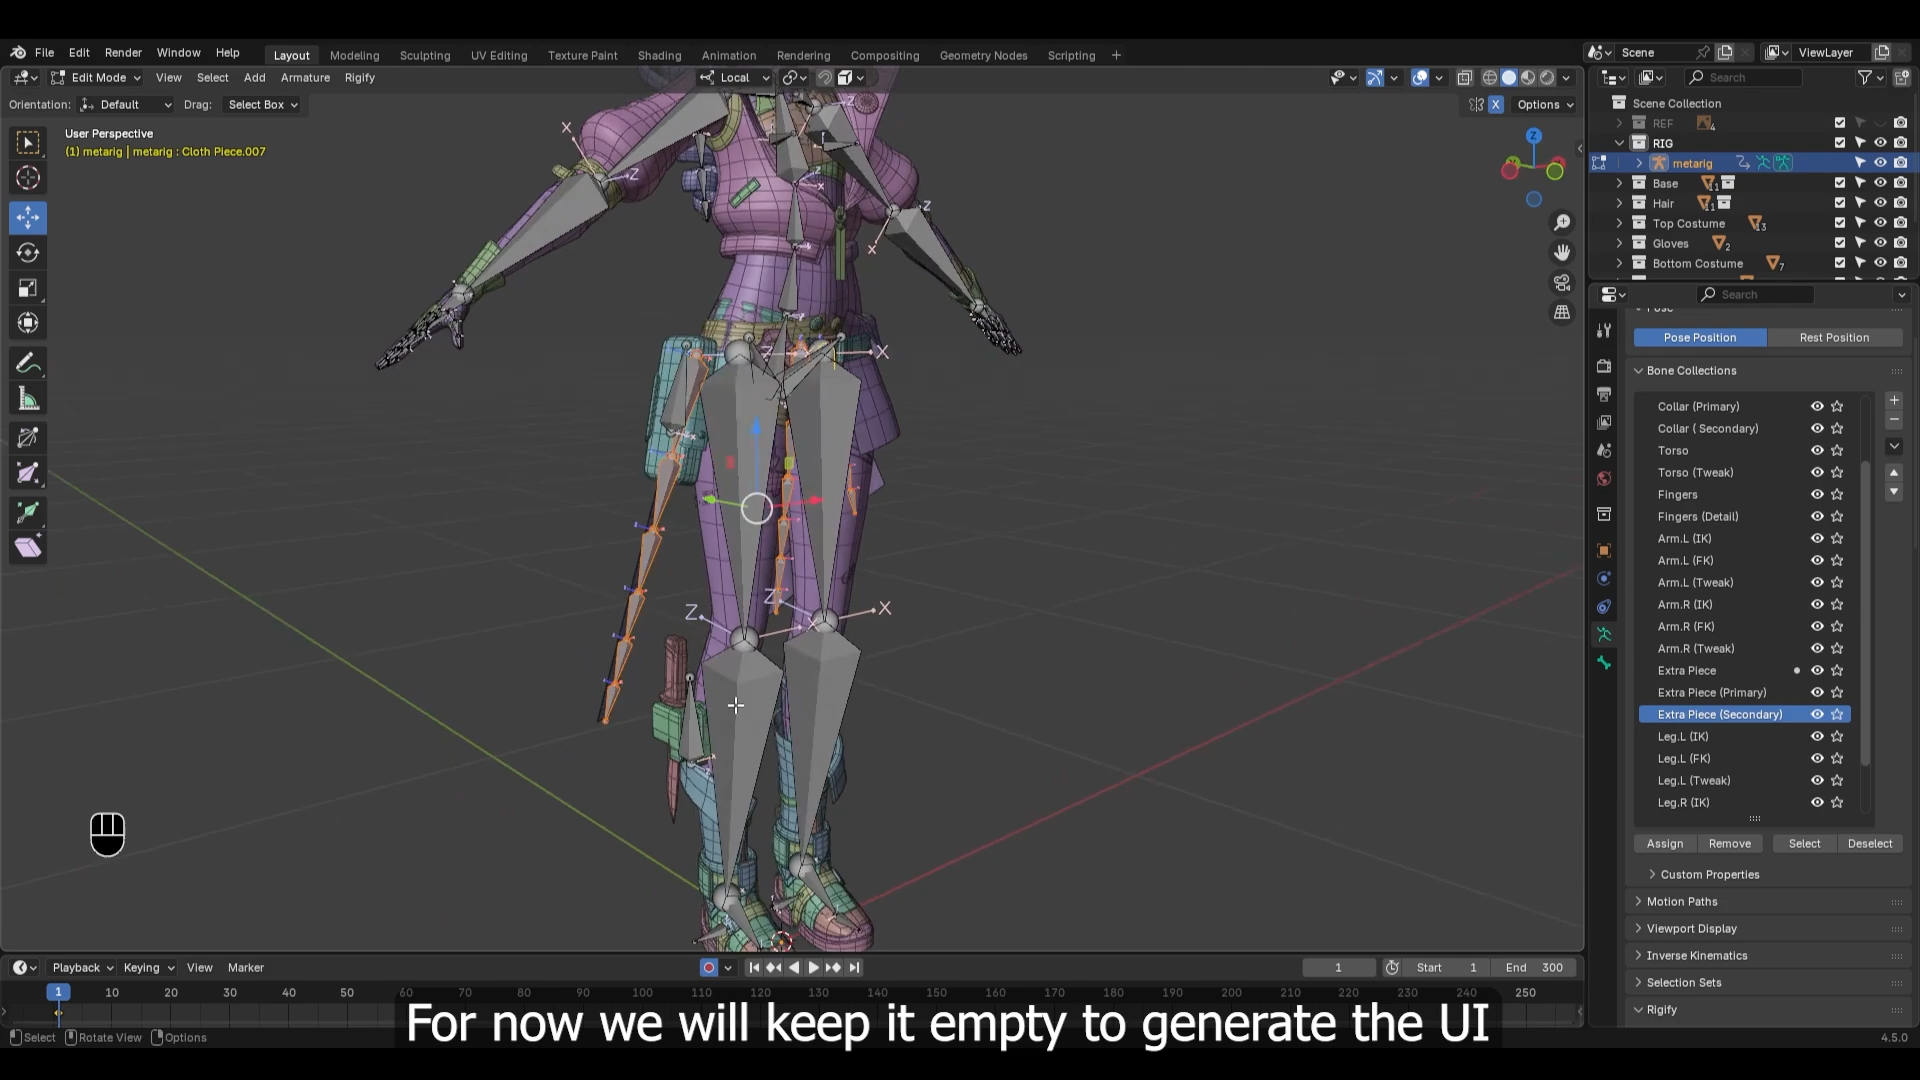 File Edit Render Window Help Layout Modeling Sculpting UV Editing Texture Paint Shading Animation Rendering Compositing Geometry Nodes Scripting + Scene ViewLayer
Edit Mode View Select Add Armature Rigify Local Search
Orientation: Default Drag: Select Box X Options
User Perspective
(1) metarig | metarig : Cloth Piece.007
Scene Collection
REF 4
RIG
metarig
Base 11
Hair 11
Top Costume 13
Gloves 2
Bottom Costume 7
Search
Pose
Pose Position Rest Position
Bone Collections
Collar (Primary)
Collar ( Secondary)
Torso
Torso (Tweak)
Fingers
Fingers (Detail)
Arm.L (IK)
Arm.L (FK)
Arm.L (Tweak)
Arm.R (IK)
Arm.R (FK)
Arm.R (Tweak)
Extra Piece
Extra Piece (Primary)
Extra Piece (Secondary)
Leg.L (IK)
Leg.L (FK)
Leg.L (Tweak)
Leg.R (IK)
Assign Remove Select Deselect
Custom Properties
Motion Paths
Viewport Display
Inverse Kinematics
Selection Sets
Rigify
Playback Keying View Marker 1 Start 1 End 300
1 10 20 30 40 50 60 70 80 90 100 110 120 130 140 150 160 170 180 190 200 210 220 230 240 250
For now we will keep it empty to generate the UI
Select Rotate View Options 4.5.0